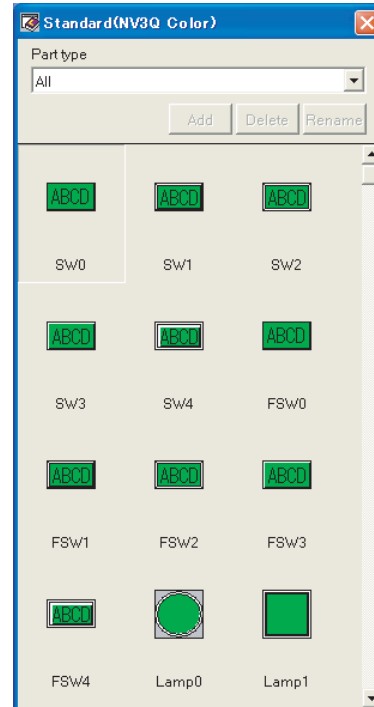 Standard(NV3Q Color)
Part type
All
Add Delete Rename
ABCD ABCD ABCD
SW0 SW1 SW2
ABCD ABCD ABCD
SW3 SW4 FSW0
ABCD ABCD ABCD
FSW1 FSW2 FSW3
ABCD
FSW4 Lamp0 Lamp1